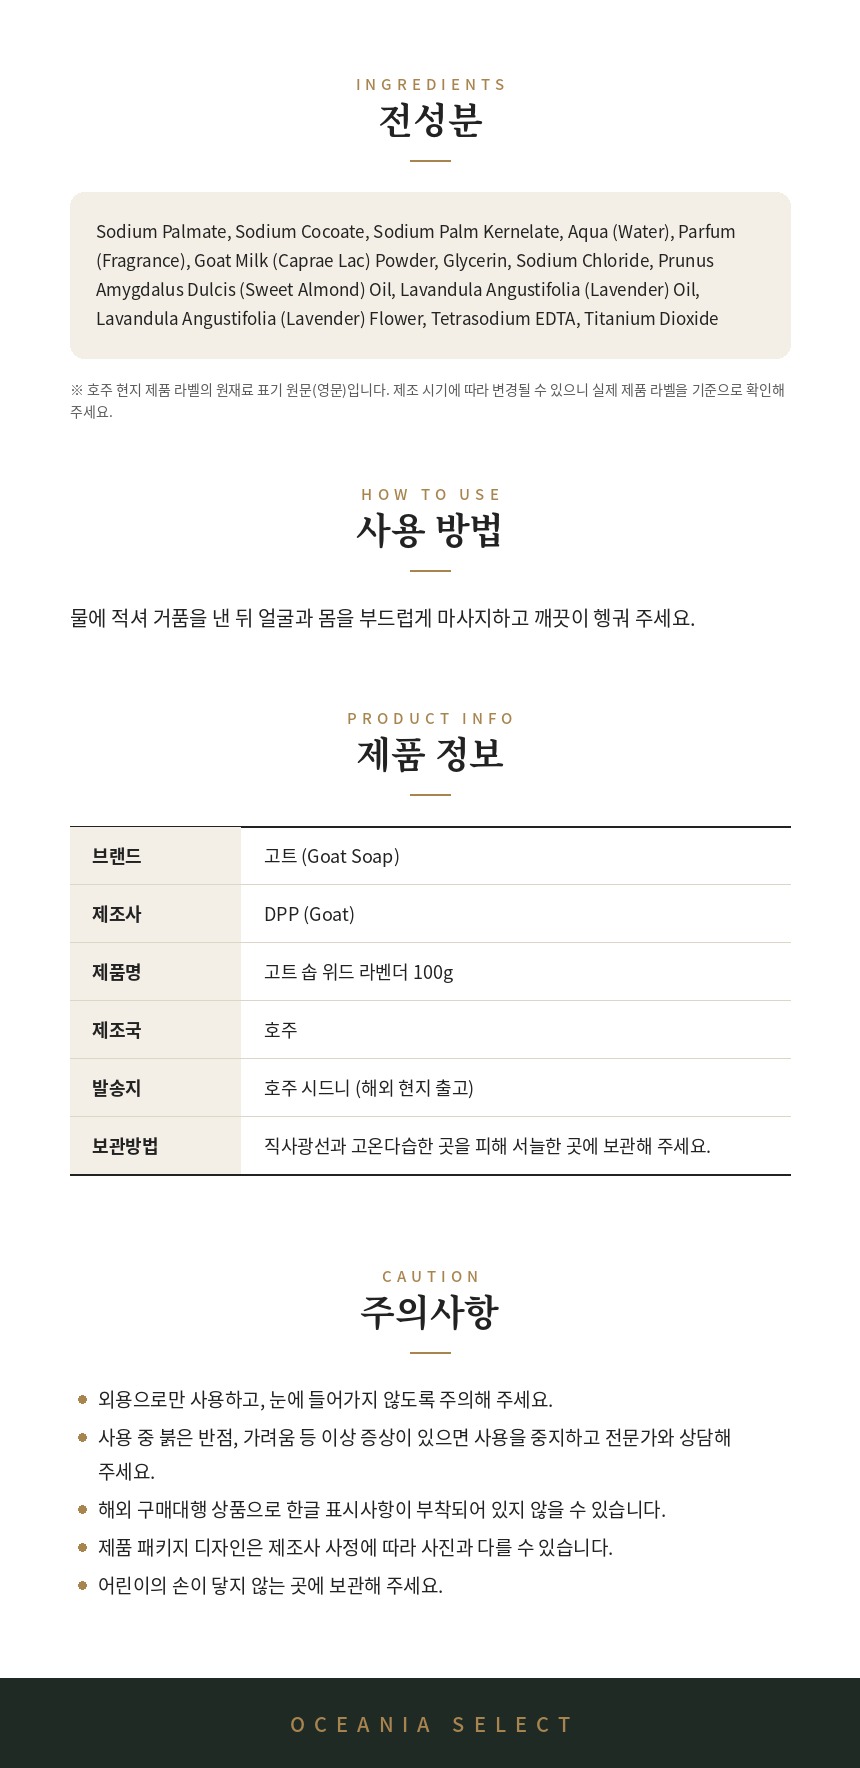 INGREDIENTS
전성분
Sodium Palmate, Sodium Cocoate, Sodium Palm Kernelate, Aqua (Water), Parfum
(Fragrance), Goat Milk (Caprae Lac) Powder, Glycerin, Sodium Chloride, Prunus
Amygdalus Dulcis (Sweet Almond) Oil, Lavandula Angustifolia (Lavender) Oil,
Lavandula Angustifolia (Lavender) Flower, Tetrasodium EDTA, Titanium Dioxide
※ 호주 현지 제품 라벨의 원재료 표기 원문(영문)입니다. 제조 시기에 따라 변경될 수 있으니 실제 제품 라벨을 기준으로 확인해
주세요.
HOW TO USE
사용 방법
물에 적셔 거품을 낸 뒤 얼굴과 몸을 부드럽게 마사지하고 깨끗이 헹궈 주세요.
PRODUCT INFO
제품 정보
브랜드 고트 (Goat Soap)
제조사 DPP (Goat)
제품명 고트 솝 위드 라벤더 100g
제조국 호주
발송지 호주 시드니 (해외 현지 출고)
보관방법 직사광선과 고온다습한 곳을 피해 서늘한 곳에 보관해 주세요.
CAUTION
주의사항
외용으로만 사용하고, 눈에 들어가지 않도록 주의해 주세요.
사용 중 붉은 반점, 가려움 등 이상 증상이 있으면 사용을 중지하고 전문가와 상담해
주세요.
해외 구매대행 상품으로 한글 표시사항이 부착되어 있지 않을 수 있습니다.
제품 패키지 디자인은 제조사 사정에 따라 사진과 다를 수 있습니다.
어린이의 손이 닿지 않는 곳에 보관해 주세요.
OCEANIA SELECT